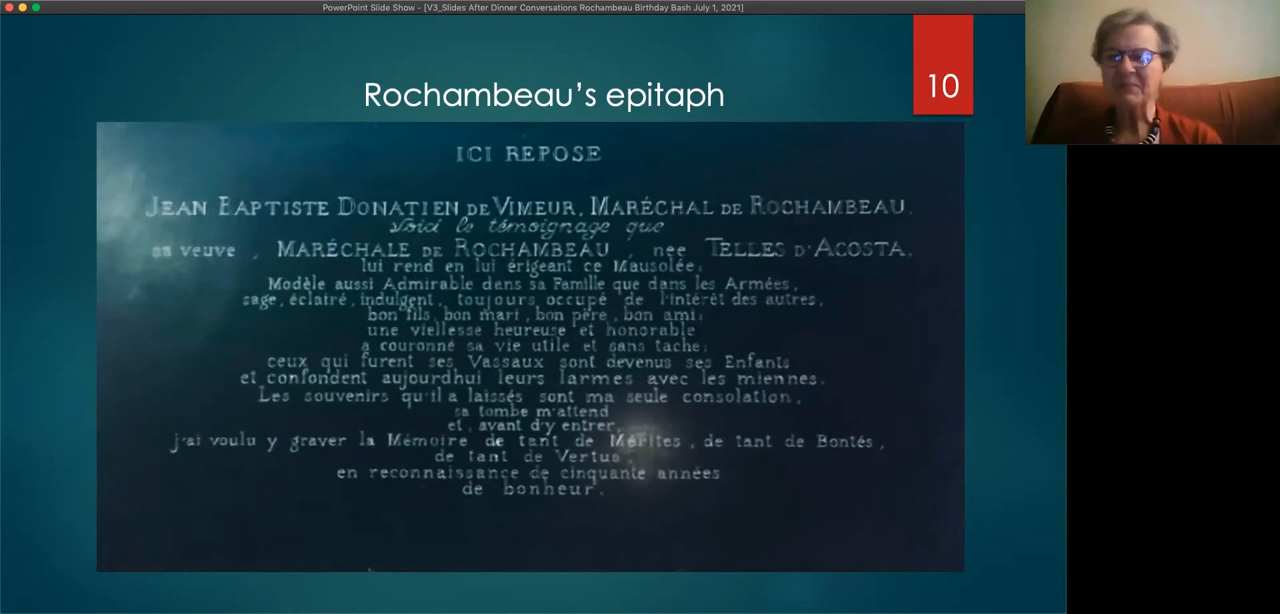 PowerPoint Slide Show - [V3_Slides After Dinner Conversations Rochambeau Birthday Bash July 1, 2021]
10
Rochambeau's epitaph
ICI REPOSE
JEAN BAPTISTE DONATIEN DE VIMEUR, MARÉCHAL DE ROCHAMBEAU.
Voici le témoignage que
sa veuve , MARÉCHALE DE ROCHAMBEAU , neé TELLES D'ACOSTA,
lui rend en lui érigeant ce Mausolée;
Modèle aussi Admirable dans sa Famille que dans les Armées,
sage, éclairé, indulgent, toujours occupé de l'intérêt des autres,
bon fils, bon mari, bon père, bon ami;
une viellesse heureuse et honorable
a couronné sa vie utile et sans tache;
ceux qui furent ses Vassaux sont devenus ses Enfants
et confondent aujourdhui leurs larmes avec les miennes.
Les souvenirs qu'il a laissés sont ma seule consolation,
sa tombe m'attend
et, avant d'y entrer,
j'ai voulu y graver la Mémoire de tant de Mérites, de tant de Bontés,
de tant de Vertus,
en reconnaissance de cinquante années
de bonheur.